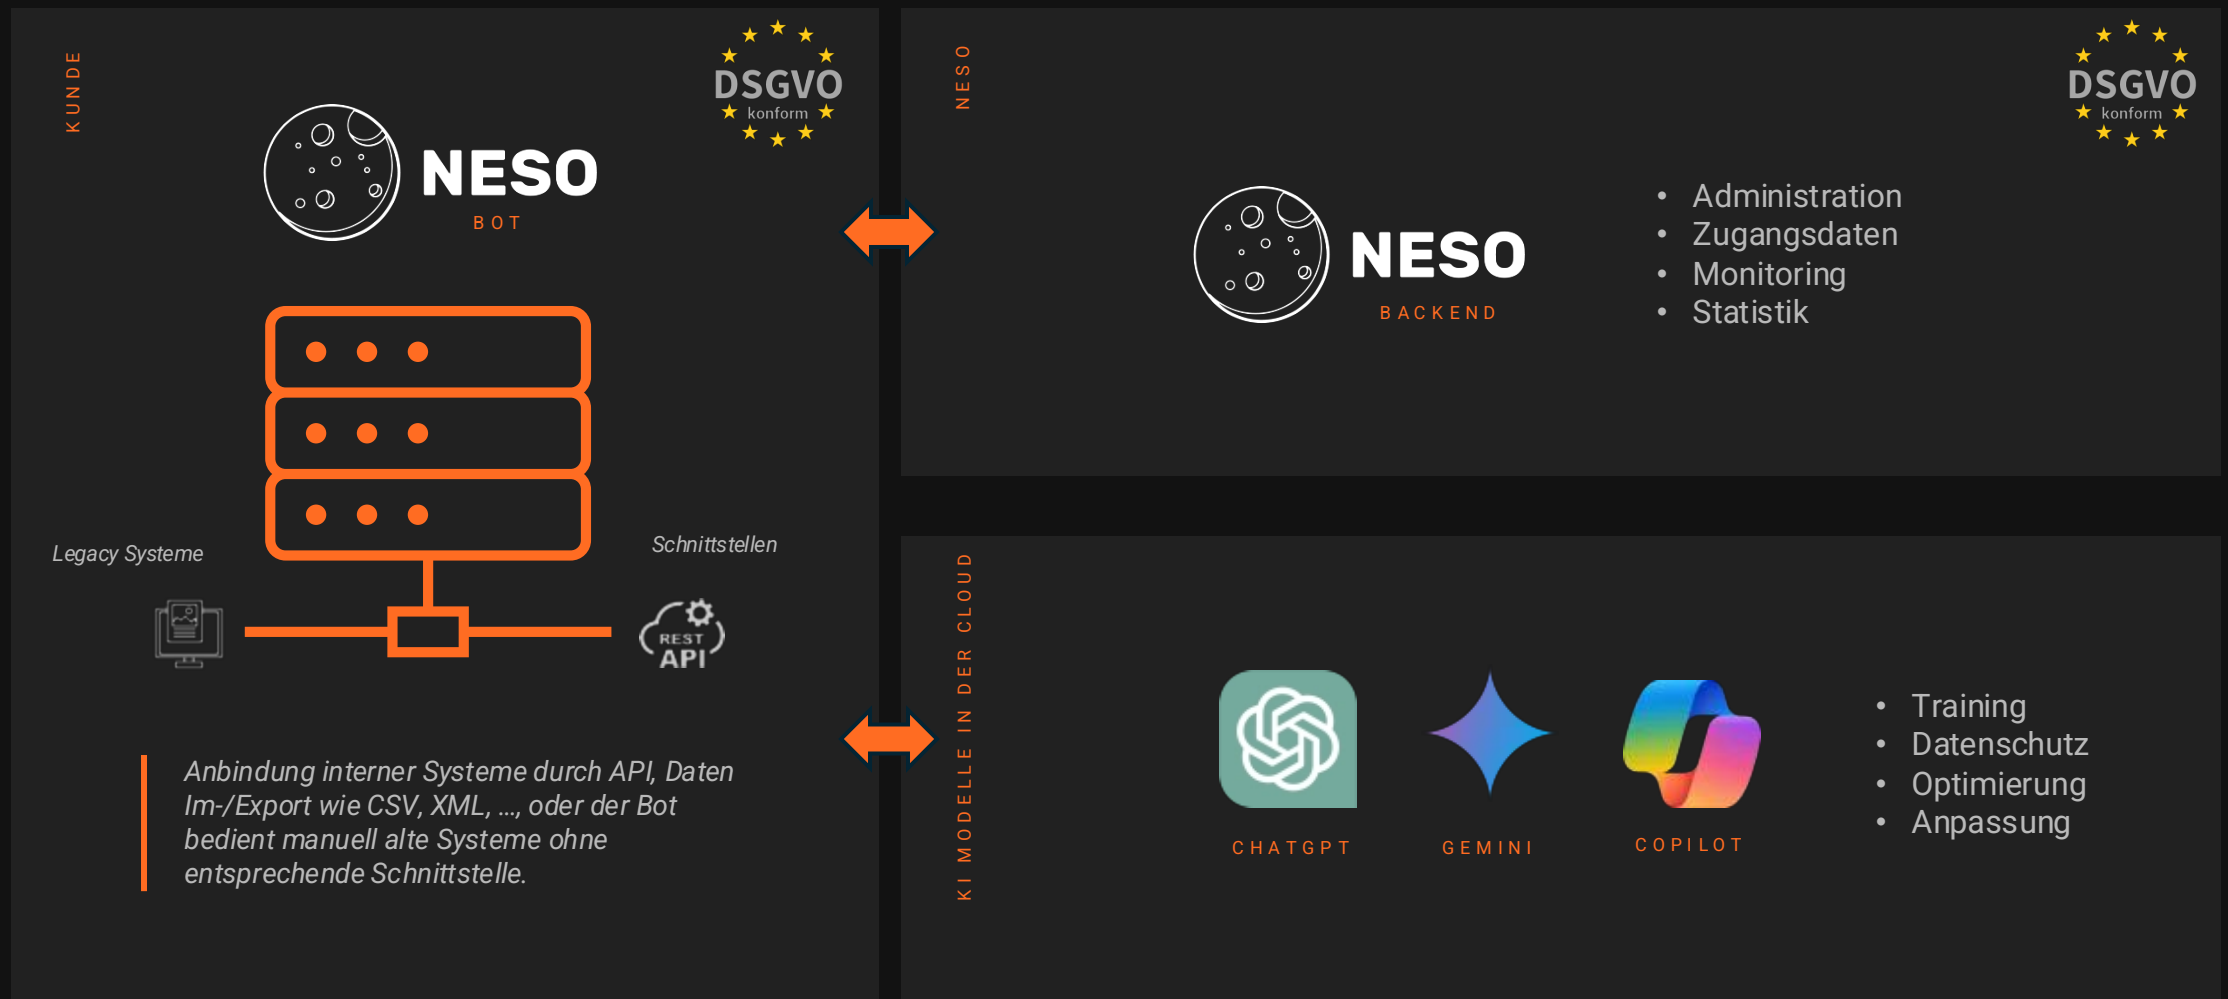 KUNDE
DSGVO
konform
NESO
BOT
Legacy Systeme
Schnittstellen
REST
API
Anbindung interner Systeme durch API, Daten
Im-/Export wie CSV, XML, ..., oder der Bot
bedient manuell alte Systeme ohne
entsprechende Schnittstelle.
NESO
DSGVO
konform
NESO
BACKEND
• Administration
• Zugangsdaten
• Monitoring
• Statistik
KI MODELLE IN DER CLOUD
CHATGPT
GEMINI
COPILOT
• Training
• Datenschutz
• Optimierung
• Anpassung